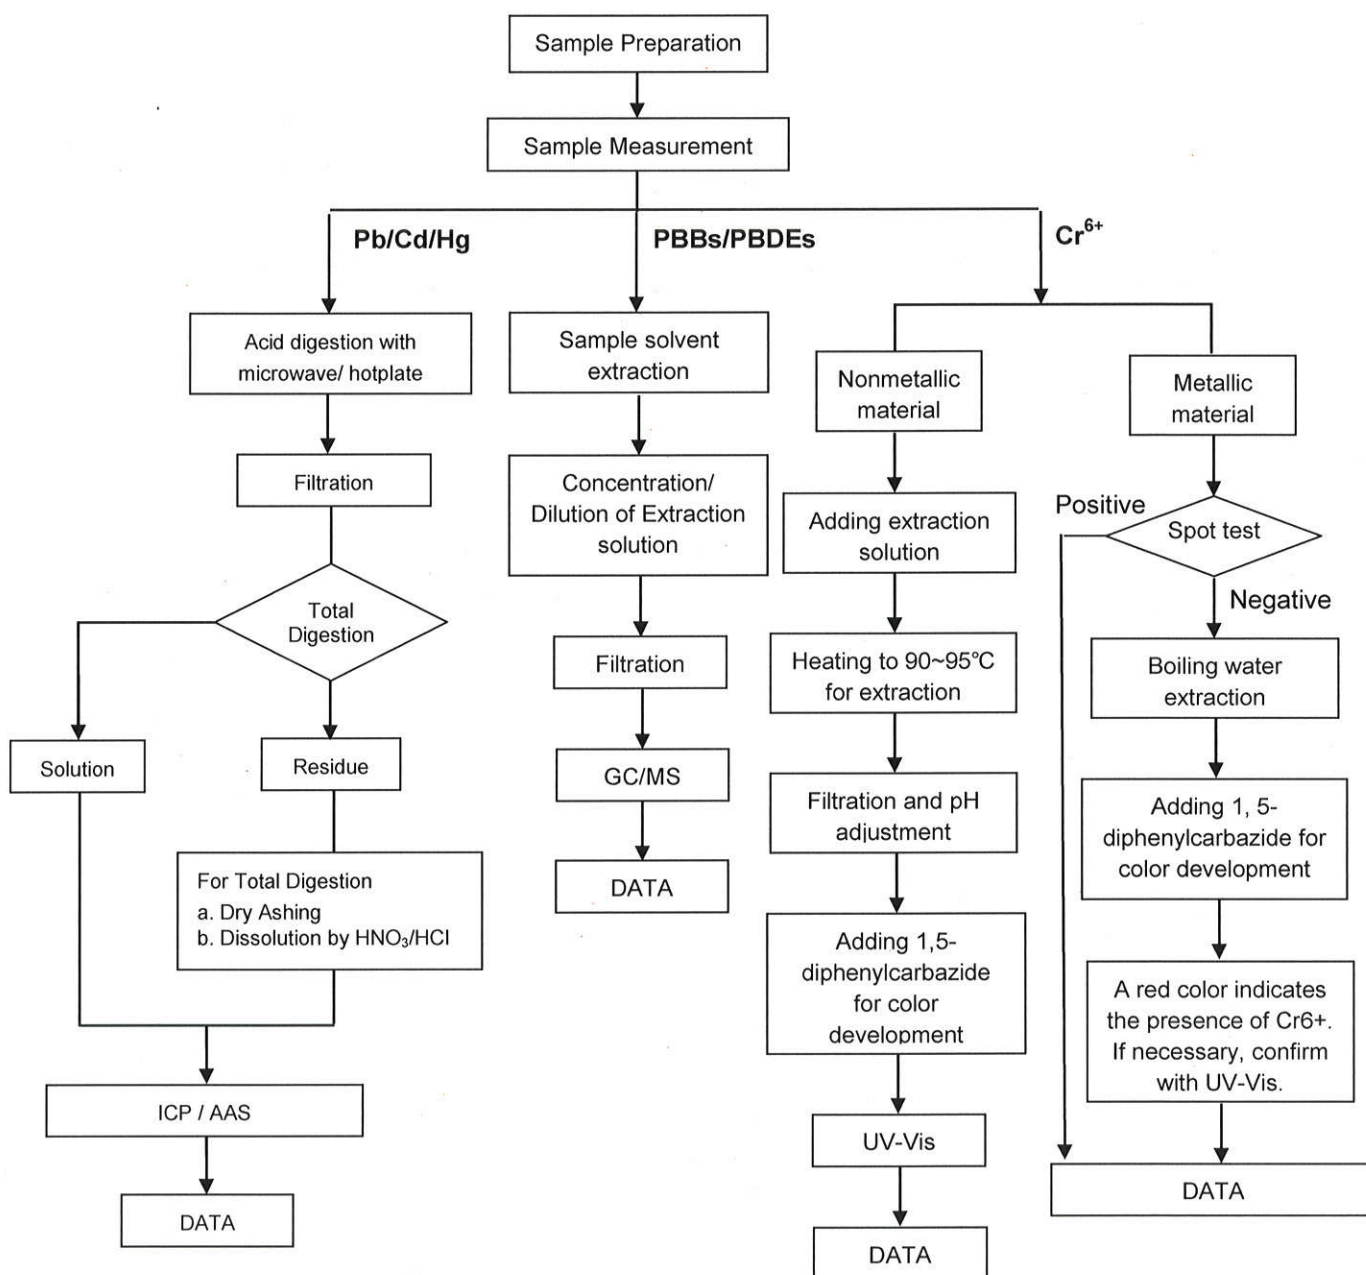 Sample Preparation
Sample Measurement
Pb/Cd/Hg
PBBs/PBDEs
Cr⁶⁺
Acid digestion with
microwave/ hotplate
Filtration
Total
Digestion
Solution
Residue
For Total Digestion
a. Dry Ashing
b. Dissolution by HNO₃/HCl
ICP / AAS
DATA
Sample solvent
extraction
Concentration/
Dilution of Extraction
solution
Filtration
GC/MS
DATA
Nonmetallic
material
Adding extraction
solution
Heating to 90~95℃
for extraction
Filtration and pH
adjustment
Adding 1,5-
diphenylcarbazide
for color
development
UV-Vis
DATA
Metallic
material
Positive
Spot test
Negative
Boiling water
extraction
Adding 1, 5-
diphenylcarbazide for
color development
A red color indicates
the presence of Cr6+.
If necessary, confirm
with UV-Vis.
DATA